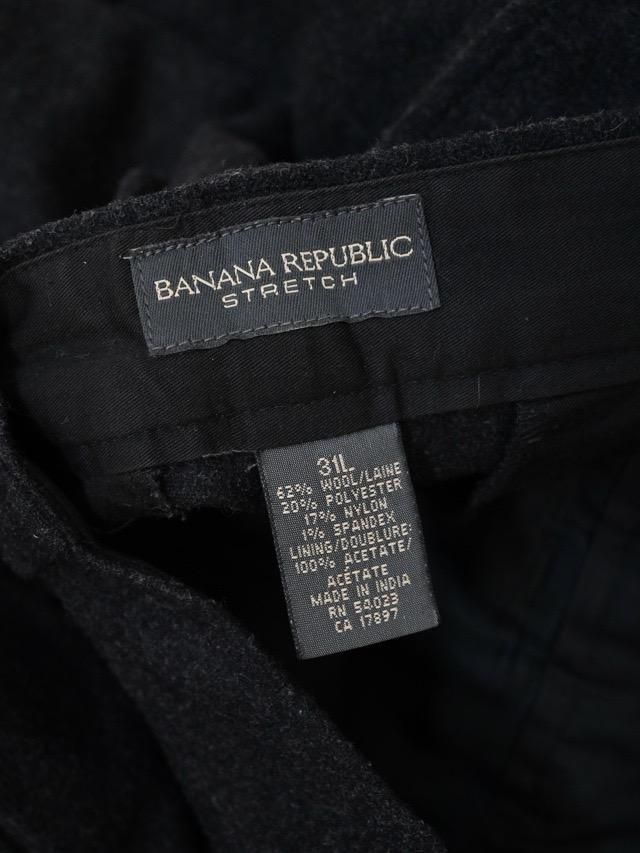 BANANA REPUBLIC
STRETCH
31L
62% WOOL/LAINE
20% POLYESTER
17% NYLON
1% SPANDEX
LINING/DOUBLURE:
100% ACETATE/
ACETATE
MADE IN INDIA
RN 54023
CA 17897